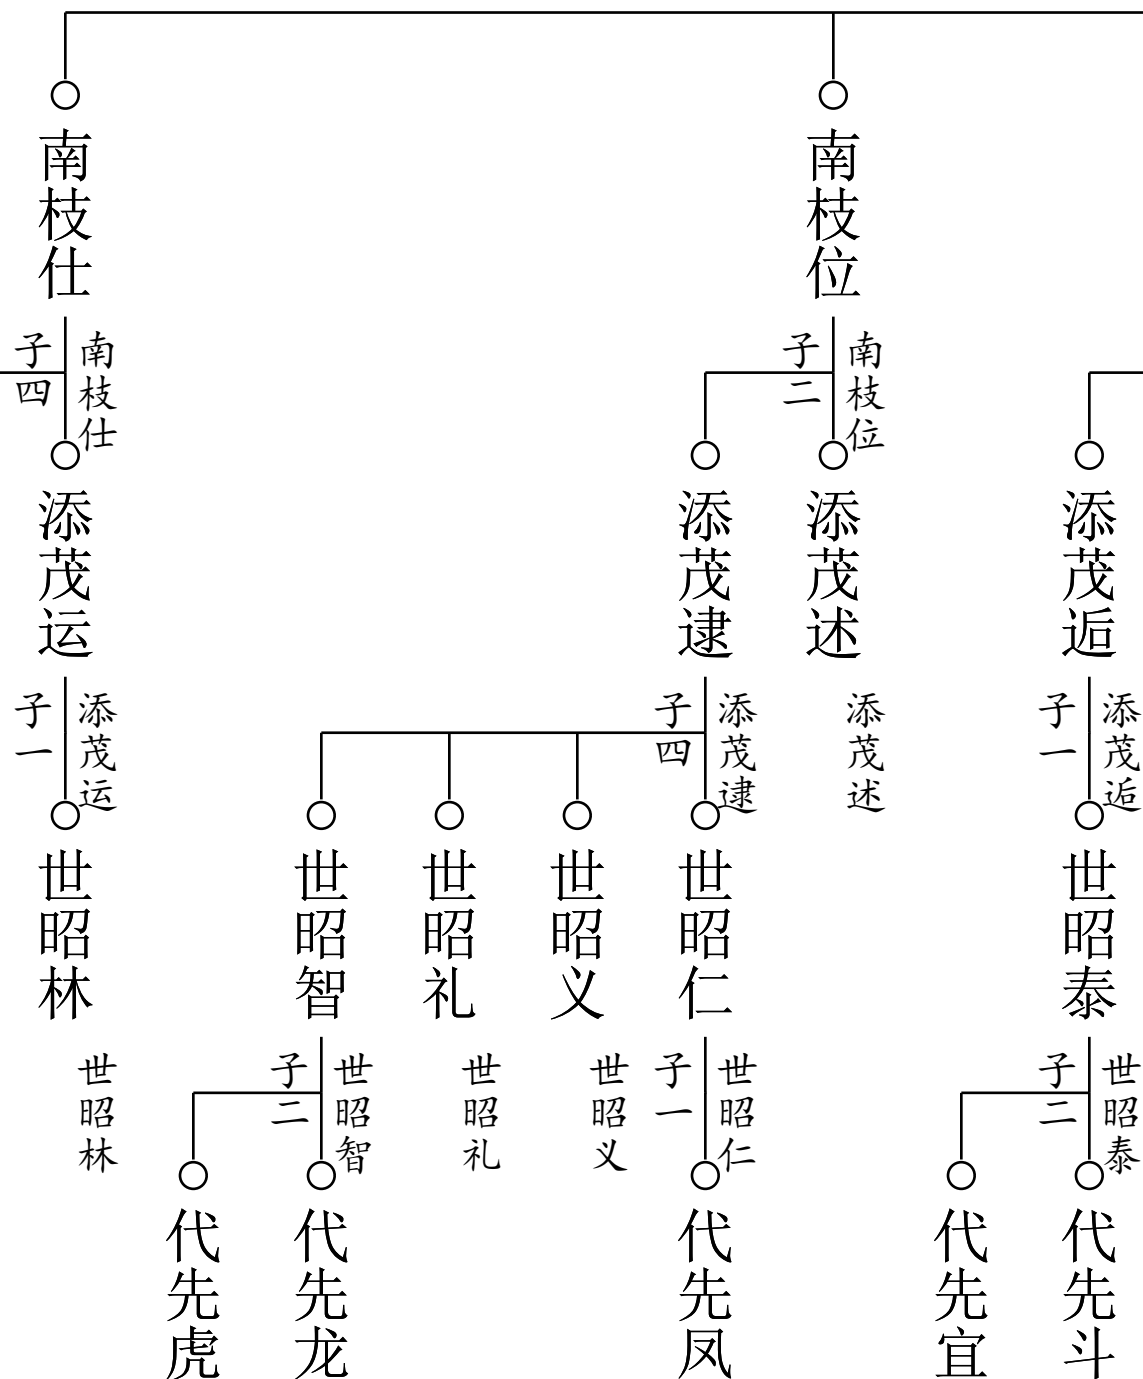 南枝位
南枝仕
南枝位
子二
南枝仕
子四
添茂逅
添茂述
添茂逮
添茂运
添茂逅
子一
添茂述
添茂逮
子四
添茂运
子一
世昭泰
世昭仁
世昭义
世昭礼
世昭智
世昭林
世昭泰
子二
世昭仁
子一
世昭义
世昭礼
世昭智
子二
世昭林
代先斗
代先宜
代先凤
代先龙
代先虎